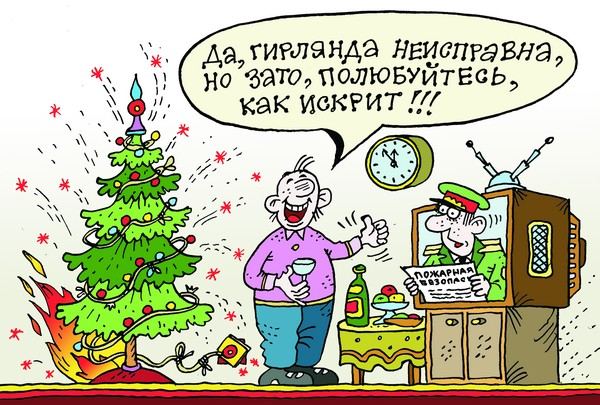 Да, гирлянда неисправна,
но зато, полюбуйтесь,
как искрит!!!
ПОЖАРНАЯ
БЕЗОПАС